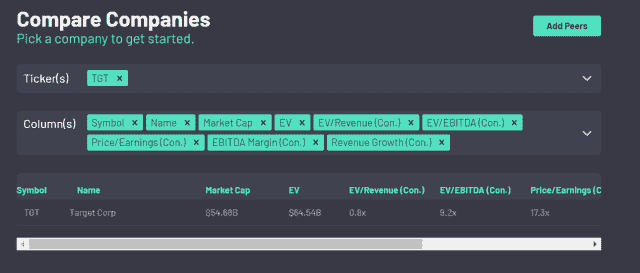 Compare Companies
Pick a company to get started.
Add Peers
Ticker(s) TGT ×
Column(s) Symbol × Name × Market Cap × EV × EV/Revenue (Con.) × EV/EBITDA (Con.) ×
Price/Earnings (Con.) × EBITDA Margin (Con.) × Revenue Growth (Con.) ×
Symbol Name Market Cap EV EV/Revenue (Con.) EV/EBITDA (Con.) Price/Earnings (C
TGT Target Corp $54.68B $64.54B 0.6x 9.2x 17.3x